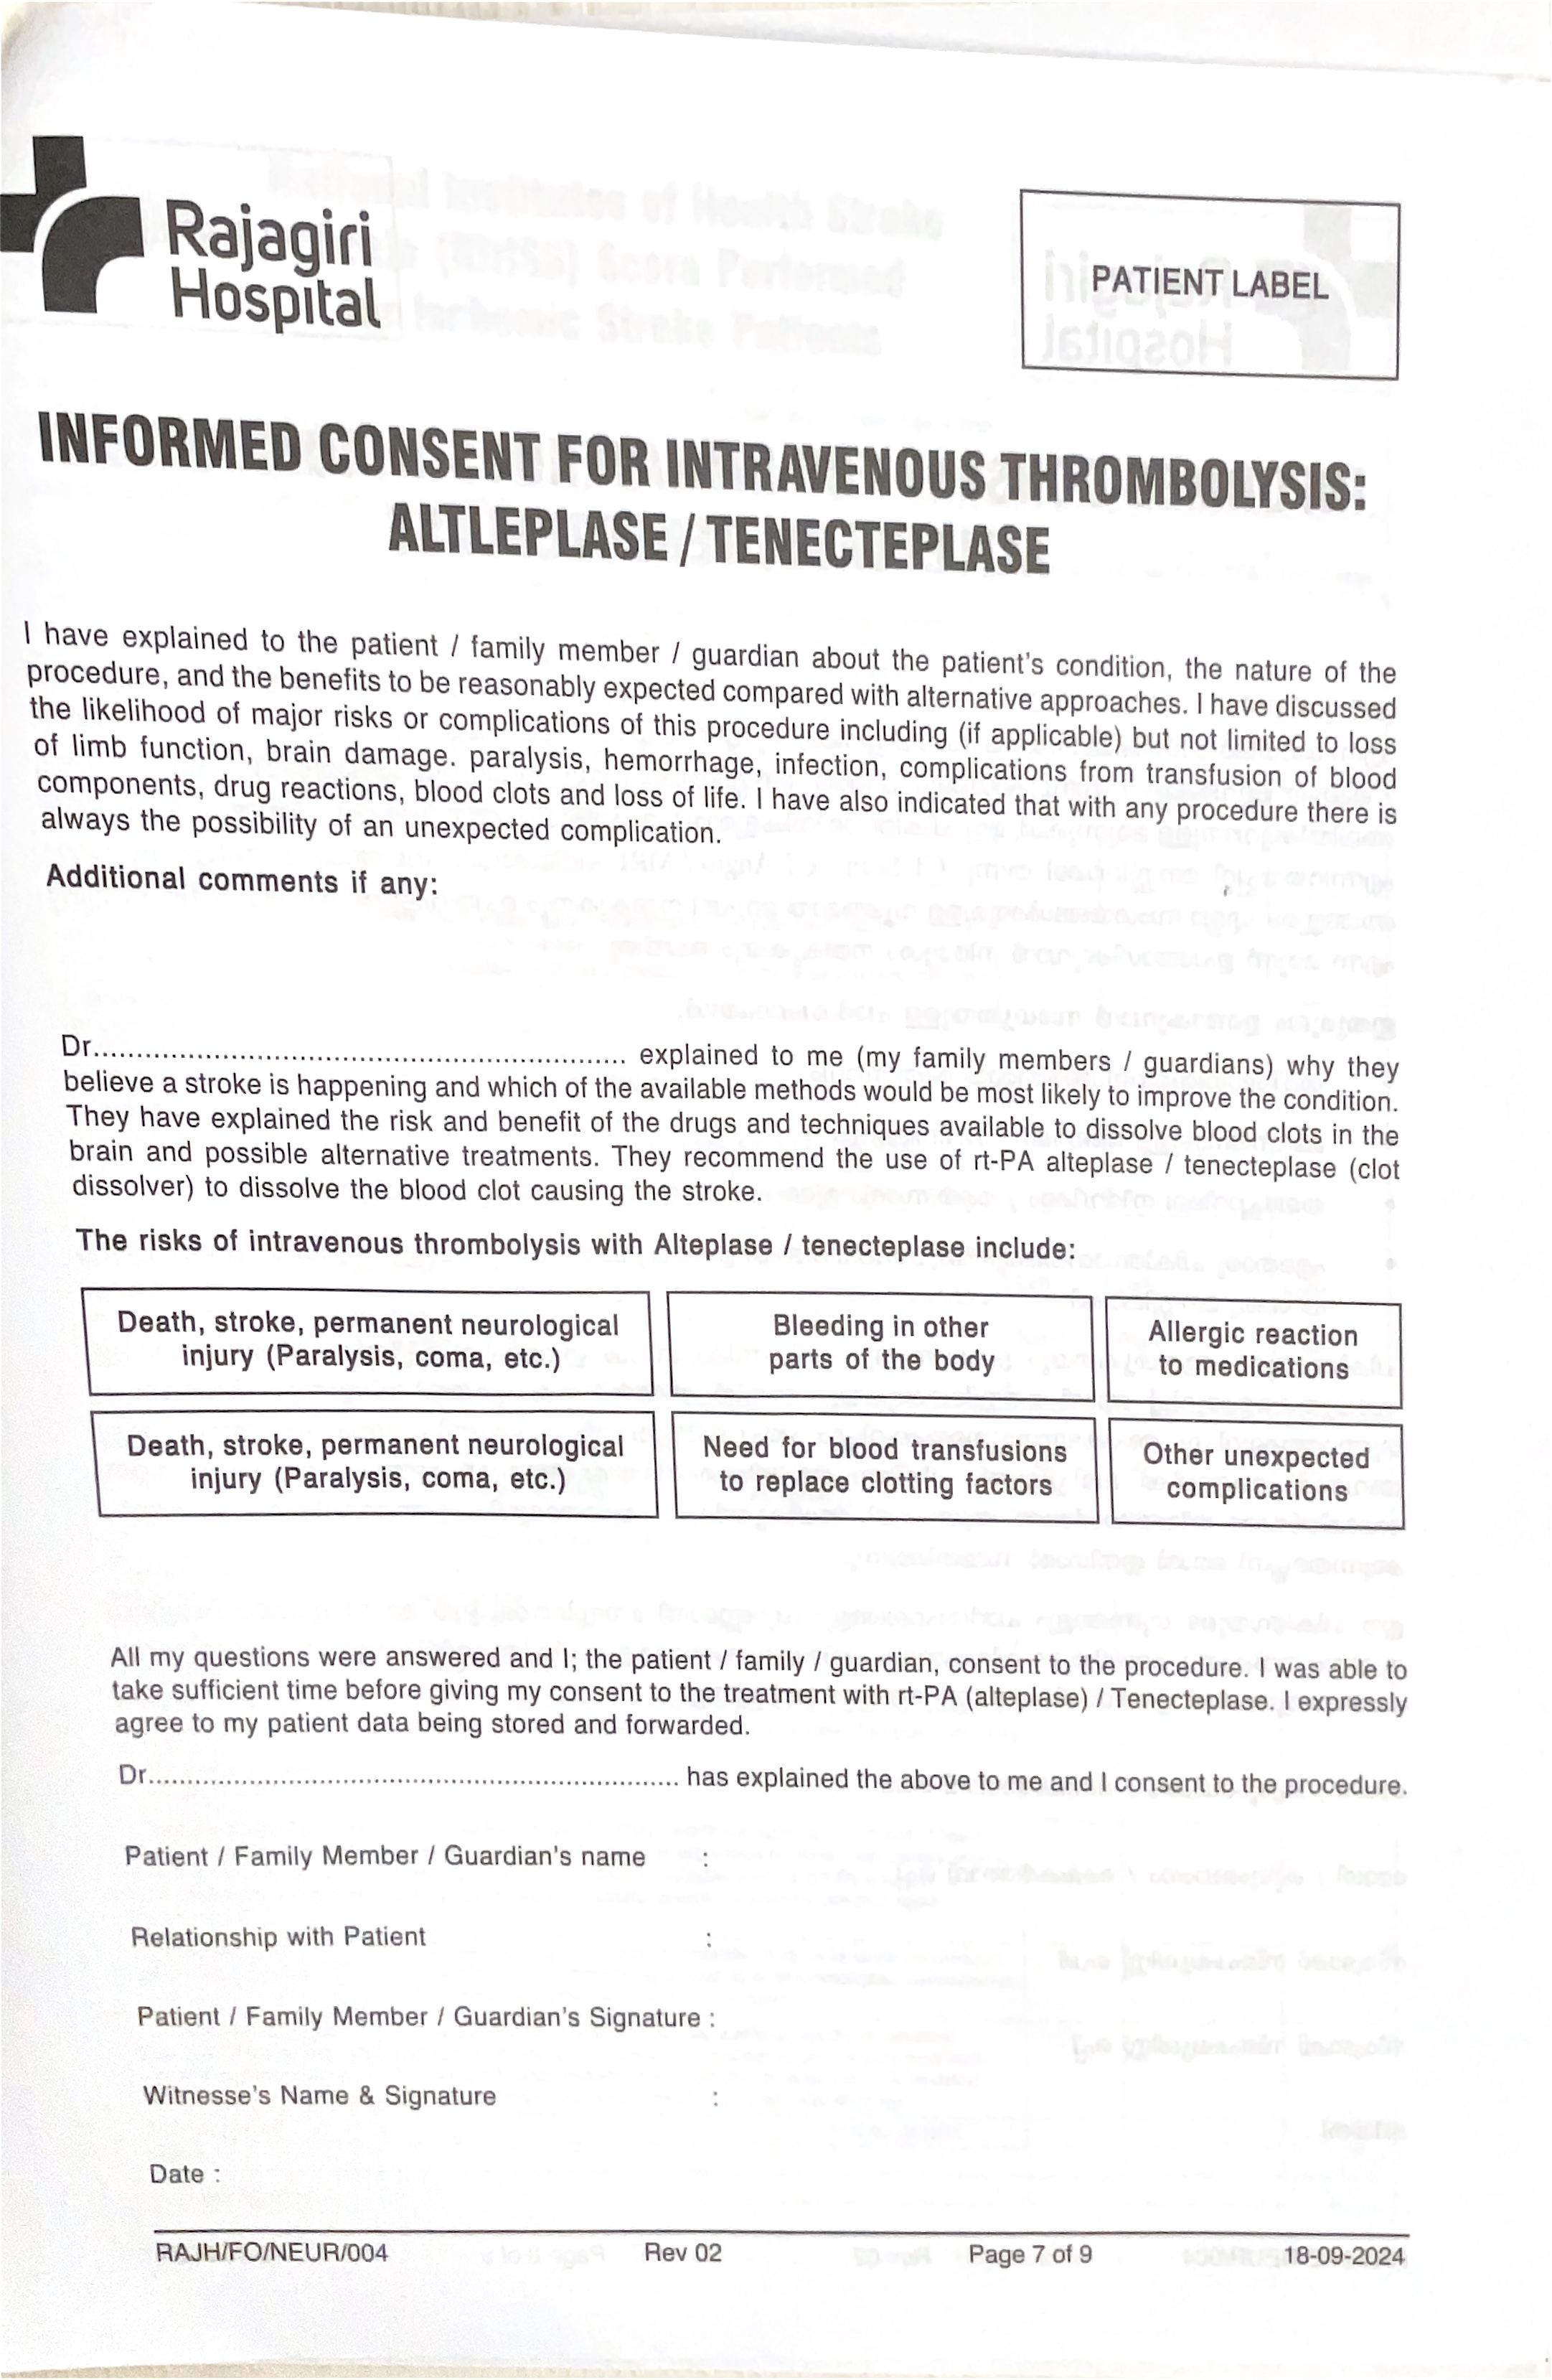 Rajagiri
Hospital
PATIENT LABEL
INFORMED CONSENT FOR INTRAVENOUS THROMBOLYSIS:
ALTLEPLASE / TENECTEPLASE
I have explained to the patient / family member / guardian about the patient's condition, the nature of the
procedure, and the benefits to be reasonably expected compared with alternative approaches. I have discussed
the likelihood of major risks or complications of this procedure including (if applicable) but not limited to loss
of limb function, brain damage. paralysis, hemorrhage, infection, complications from transfusion of blood
components, drug reactions, blood clots and loss of life. I have also indicated that with any procedure there is
always the possibility of an unexpected complication.
Additional comments if any:
Dr.............................................................. explained to me (my family members / guardians) why they
believe a stroke is happening and which of the available methods would be most likely to improve the condition.
They have explained the risk and benefit of the drugs and techniques available to dissolve blood clots in the
brain and possible alternative treatments. They recommend the use of rt-PA alteplase / tenecteplase (clot
dissolver) to dissolve the blood clot causing the stroke.
The risks of intravenous thrombolysis with Alteplase / tenecteplase include:
Death, stroke, permanent neurological
injury (Paralysis, coma, etc.)
Bleeding in other
parts of the body
Allergic reaction
to medications
Death, stroke, permanent neurological
injury (Paralysis, coma, etc.)
Need for blood transfusions
to replace clotting factors
Other unexpected
complications
All my questions were answered and I; the patient / family / guardian, consent to the procedure. I was able to
take sufficient time before giving my consent to the treatment with rt-PA (alteplase) / Tenecteplase. I expressly
agree to my patient data being stored and forwarded.
Dr.............................................................. has explained the above to me and I consent to the procedure.
Patient / Family Member / Guardian's name :
Relationship with Patient :
Patient / Family Member / Guardian's Signature :
Witnesse's Name & Signature :
Date :
RAJH/FO/NEUR/004 Rev 02 Page 7 of 9 18-09-2024